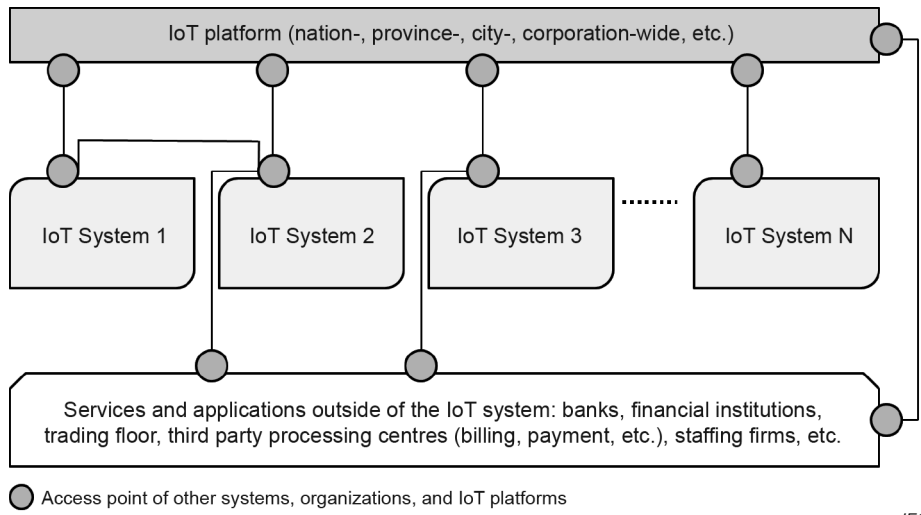 IoT platform (nation-, province-, city-, corporation-wide, etc.)
IoT System 1
IoT System 2
IoT System 3
IoT System N
Services and applications outside of the IoT system: banks, financial institutions,
trading floor, third party processing centres (billing, payment, etc.), staffing firms, etc.
Access point of other systems, organizations, and IoT platforms